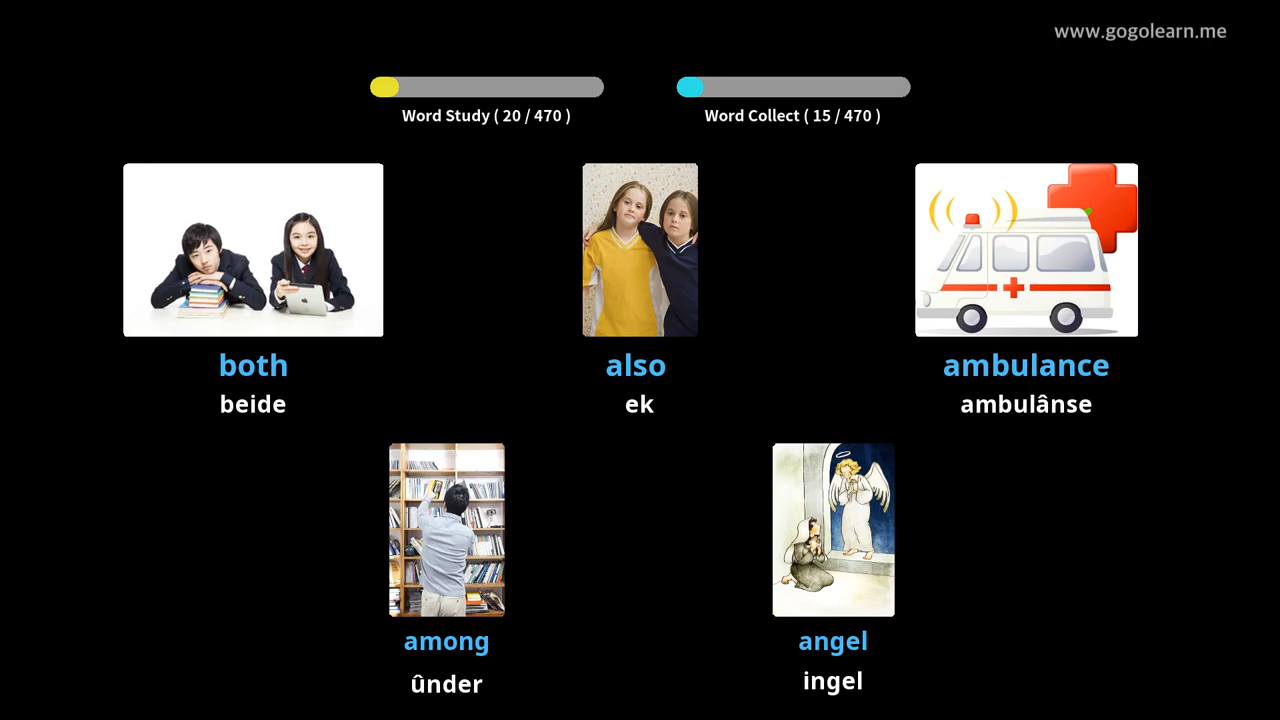 www.gogolearn.me
Word Study ( 20 / 470 )
Word Collect ( 15 / 470 )
both
beide
also
ek
ambulance
ambulânse
among
ûnder
angel
ingel